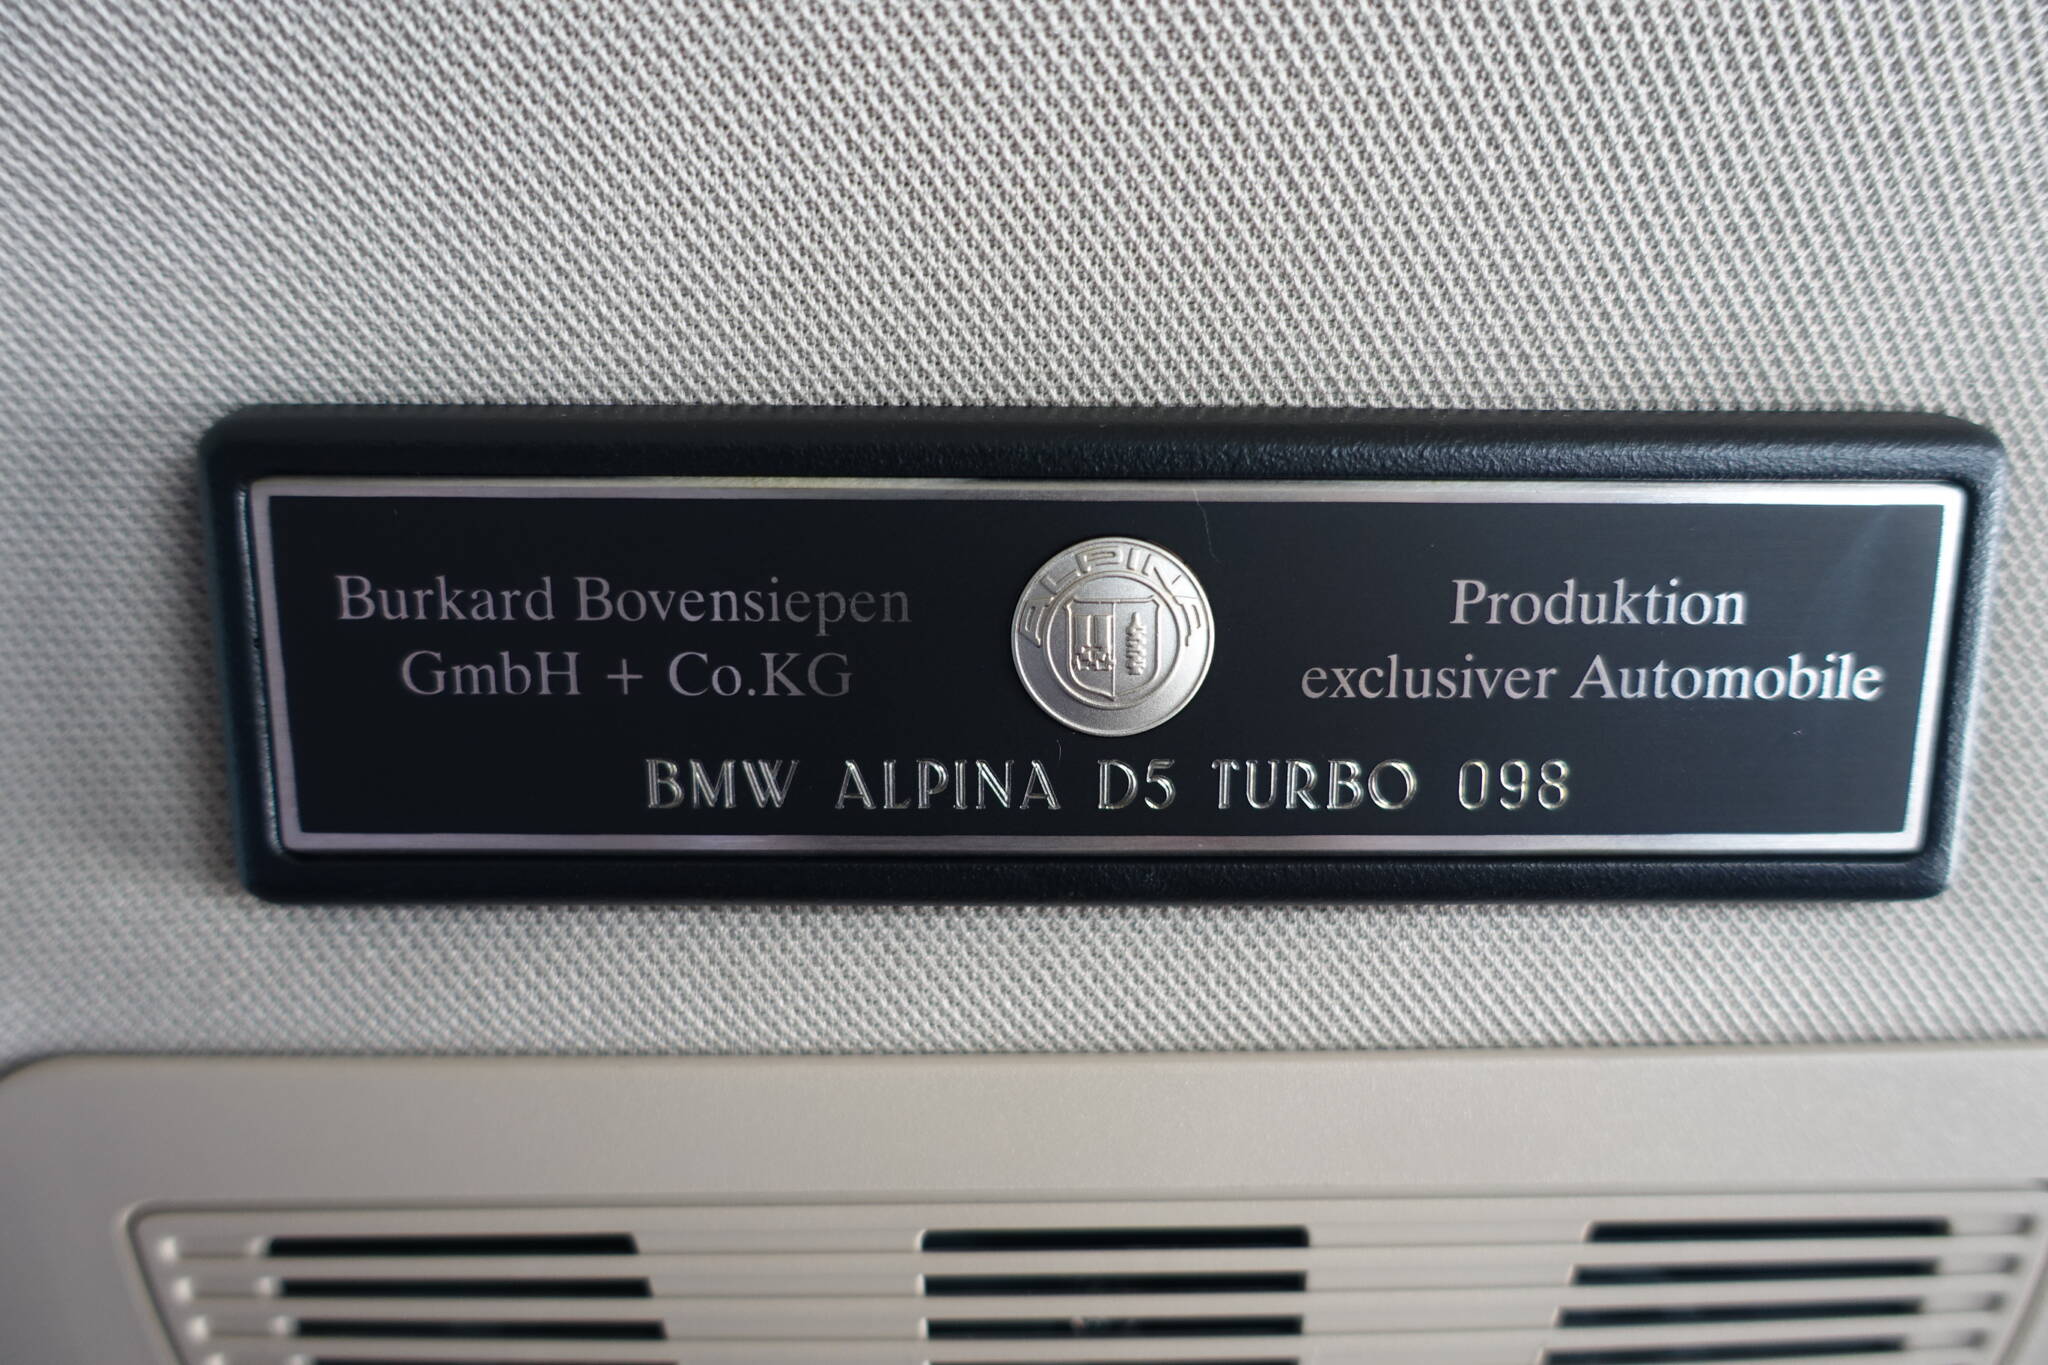 Burkard Bovensiepen
GmbH + Co.KG
ALPINA
Produktion
exclusiver Automobile
BMW ALPINA D5 TURBO 098